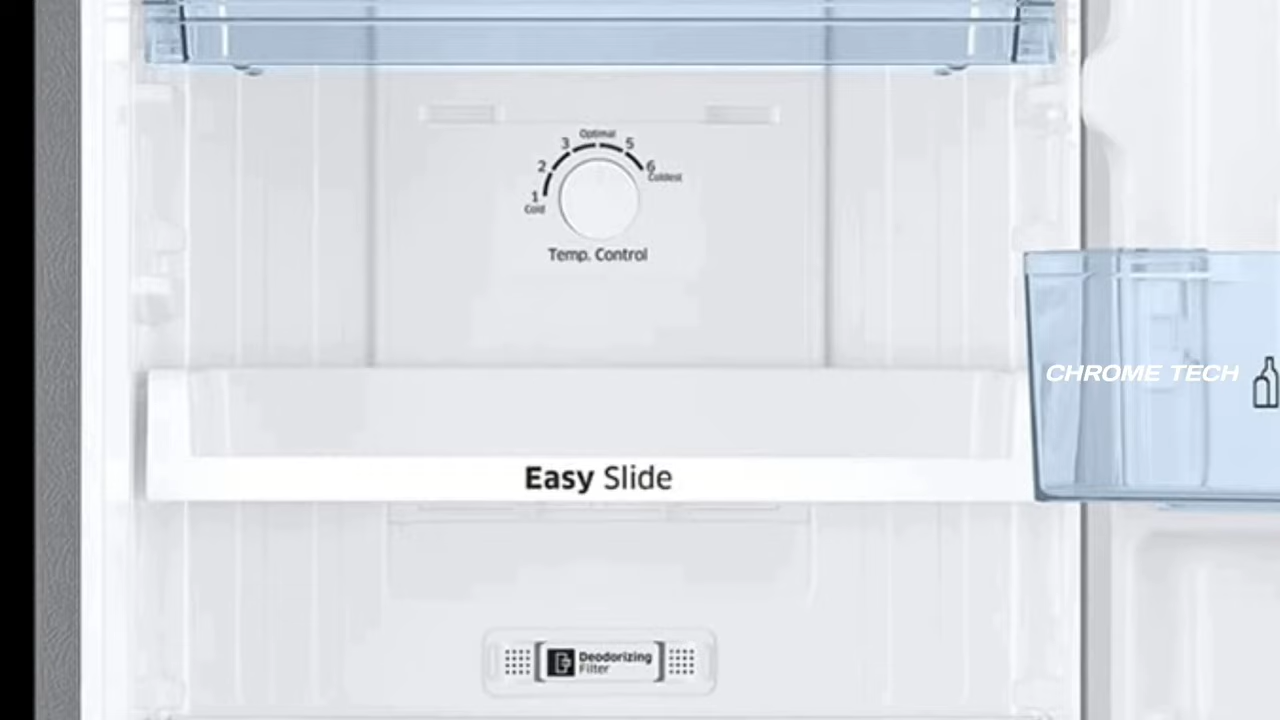 Optimal
3 5
2 6
Coldest
1
Cold
Temp. Control
CHROME TECH
Easy Slide
Deodorizing
Filter